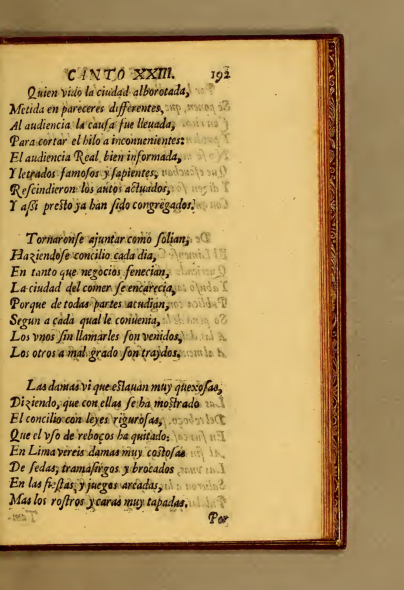 CANTO XXIII. 192
Quien vido la ciudad alborotada,
Metida en pareceres differentes,
Al audiencia la cauſa fue lleuada,
Para cortar el hilo a inconuenientes:
El audiencia Real bien informada,
Y letrados famoſos y ſapientes,
Reſcindieron los autos actuados,
Y aſsi preſto ya han ſido congregados.
Tornaronſe ajuntar como ſolian,
Haziendoſe concilio cada dia,
En tanto que negocios fenecian,
La ciudad del comer ſe encarecia,
Porque de todas partes acudian,
Segun a cada qual le conuenia,
Los vnos ſin llamarles ſon venidos,
Los otros a mal grado ſon traydos.
Las damas vi que eſtauan muy quexoſas,
Diziendo, que con ellas ſe ha moſtrado
El concilio con leyes riguroſas,
Que el vſo de reboços ha quitado:
En Lima vereis damas muy coſtoſas
De ſedas, tramaſirgos y brocados
En las fieſtas, y juegos arcadas,
Mas los roſtros y caras muy tapadas.
Por